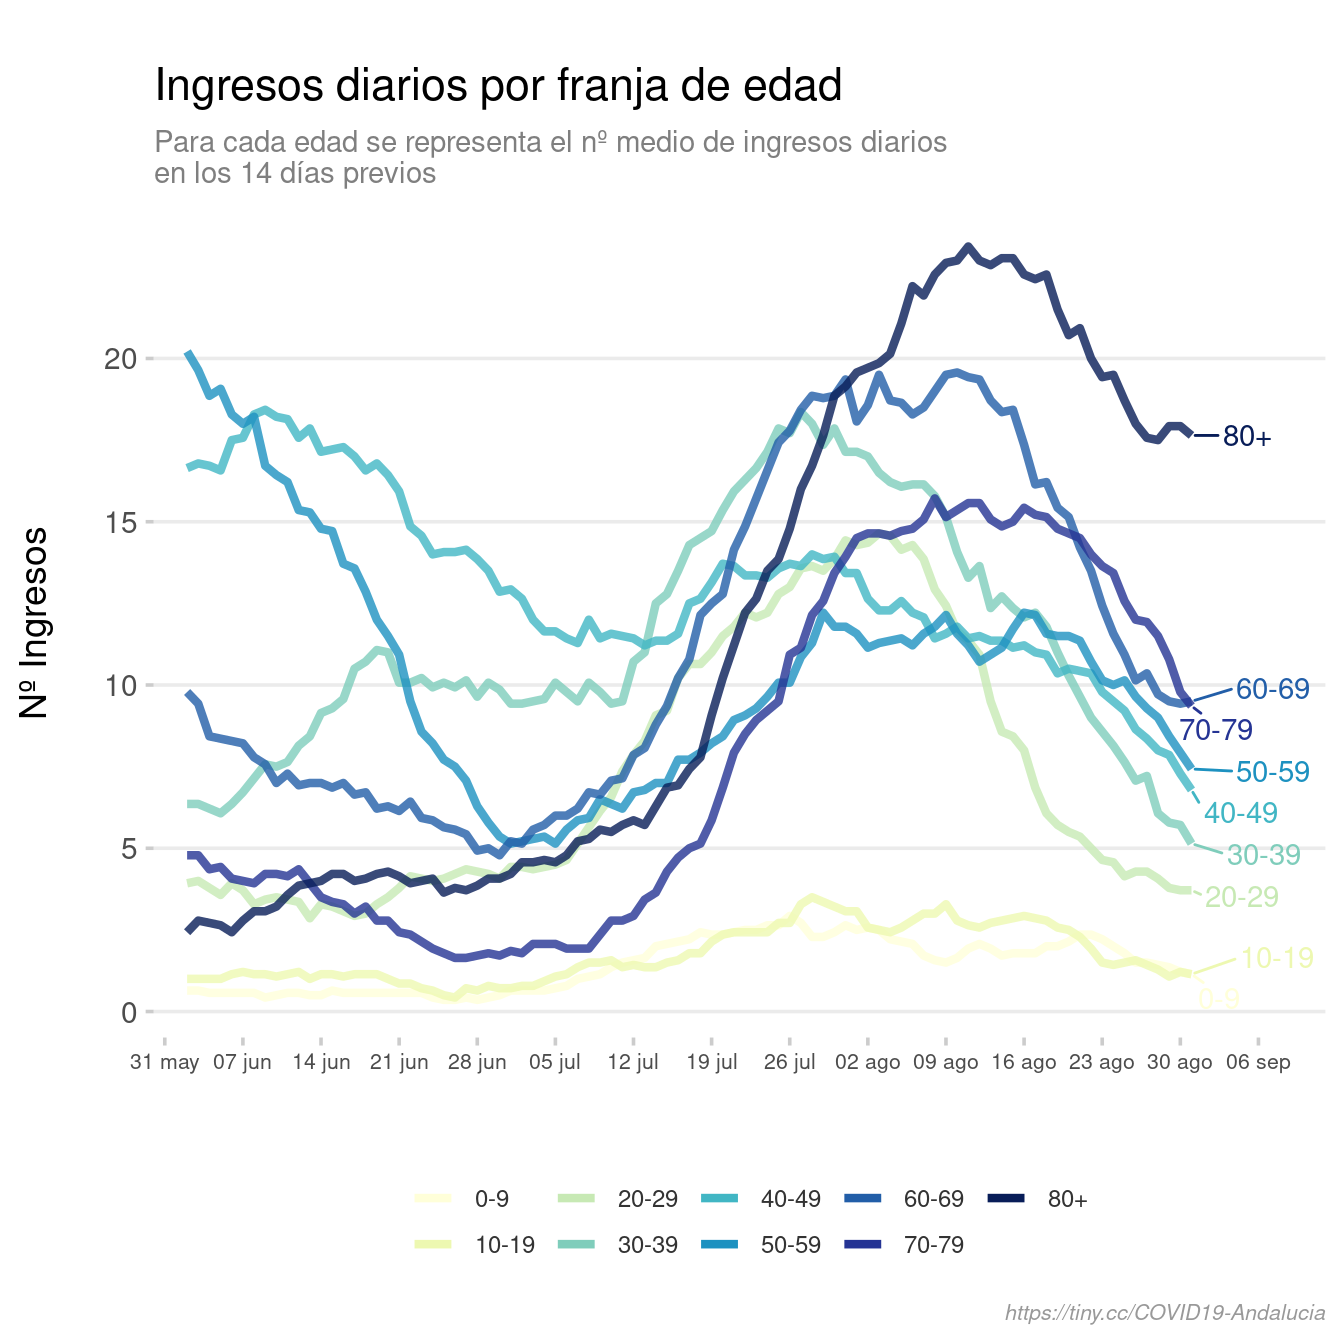 Ingresos diarios por franja de edad
Para cada edad se representa el nº medio de ingresos diarios
en los 14 días previos
Nº Ingresos
20
15
10
5
0
80+
60-69
70-79
50-59
40-49
30-39
20-29
10-19
0-9
31 may 07 jun 14 jun 21 jun 28 jun 05 jul 12 jul 19 jul 26 jul 02 ago 09 ago 16 ago 23 ago 30 ago 06 sep
0-9 20-29 40-49 60-69 80+
10-19 30-39 50-59 70-79
https://tiny.cc/COVID19-Andalucia